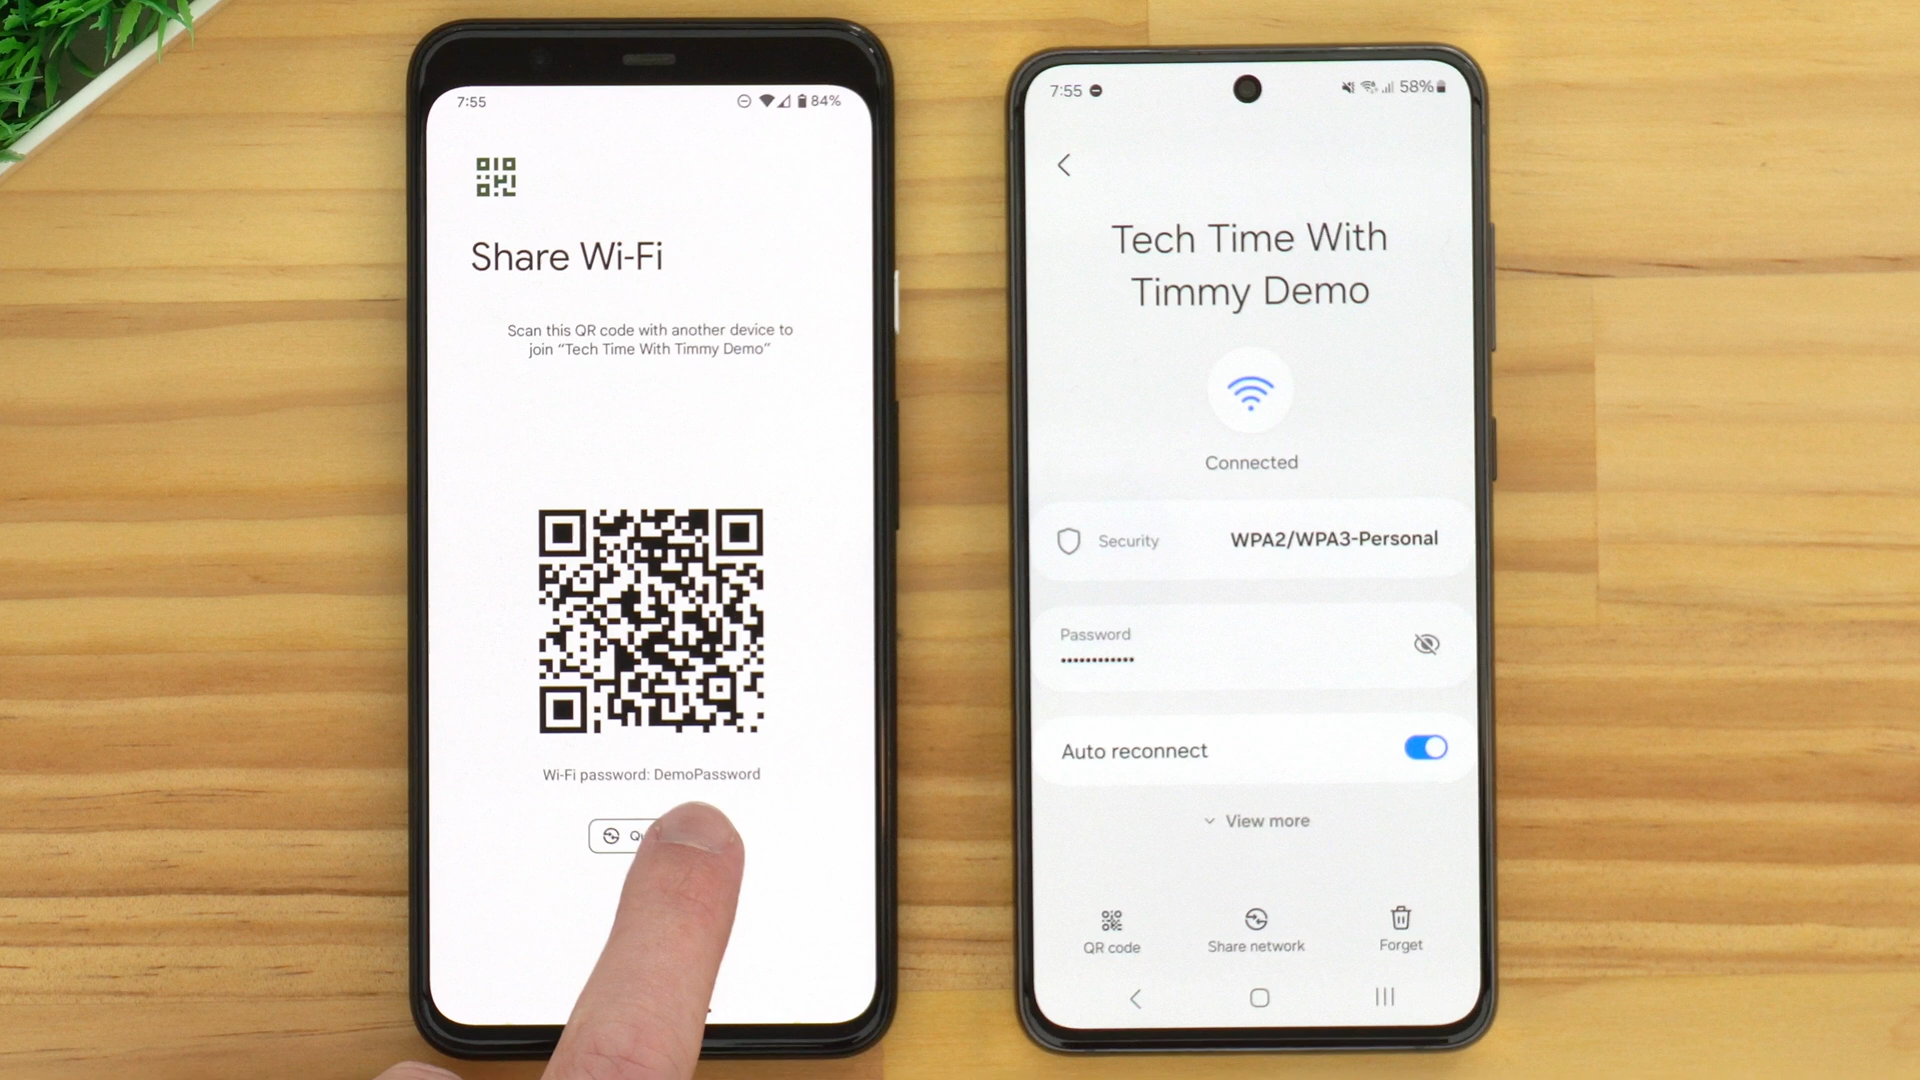 7:55
84%
Share Wi-Fi
Scan this QR code with another device to
join “Tech Time With Timmy Demo”
Wi-Fi password: DemoPassword
7:55
58%
Tech Time With
Timmy Demo
Connected
Security WPA2/WPA3-Personal
Password
••••••••••••
Auto reconnect
View more
QR code Share network Forget